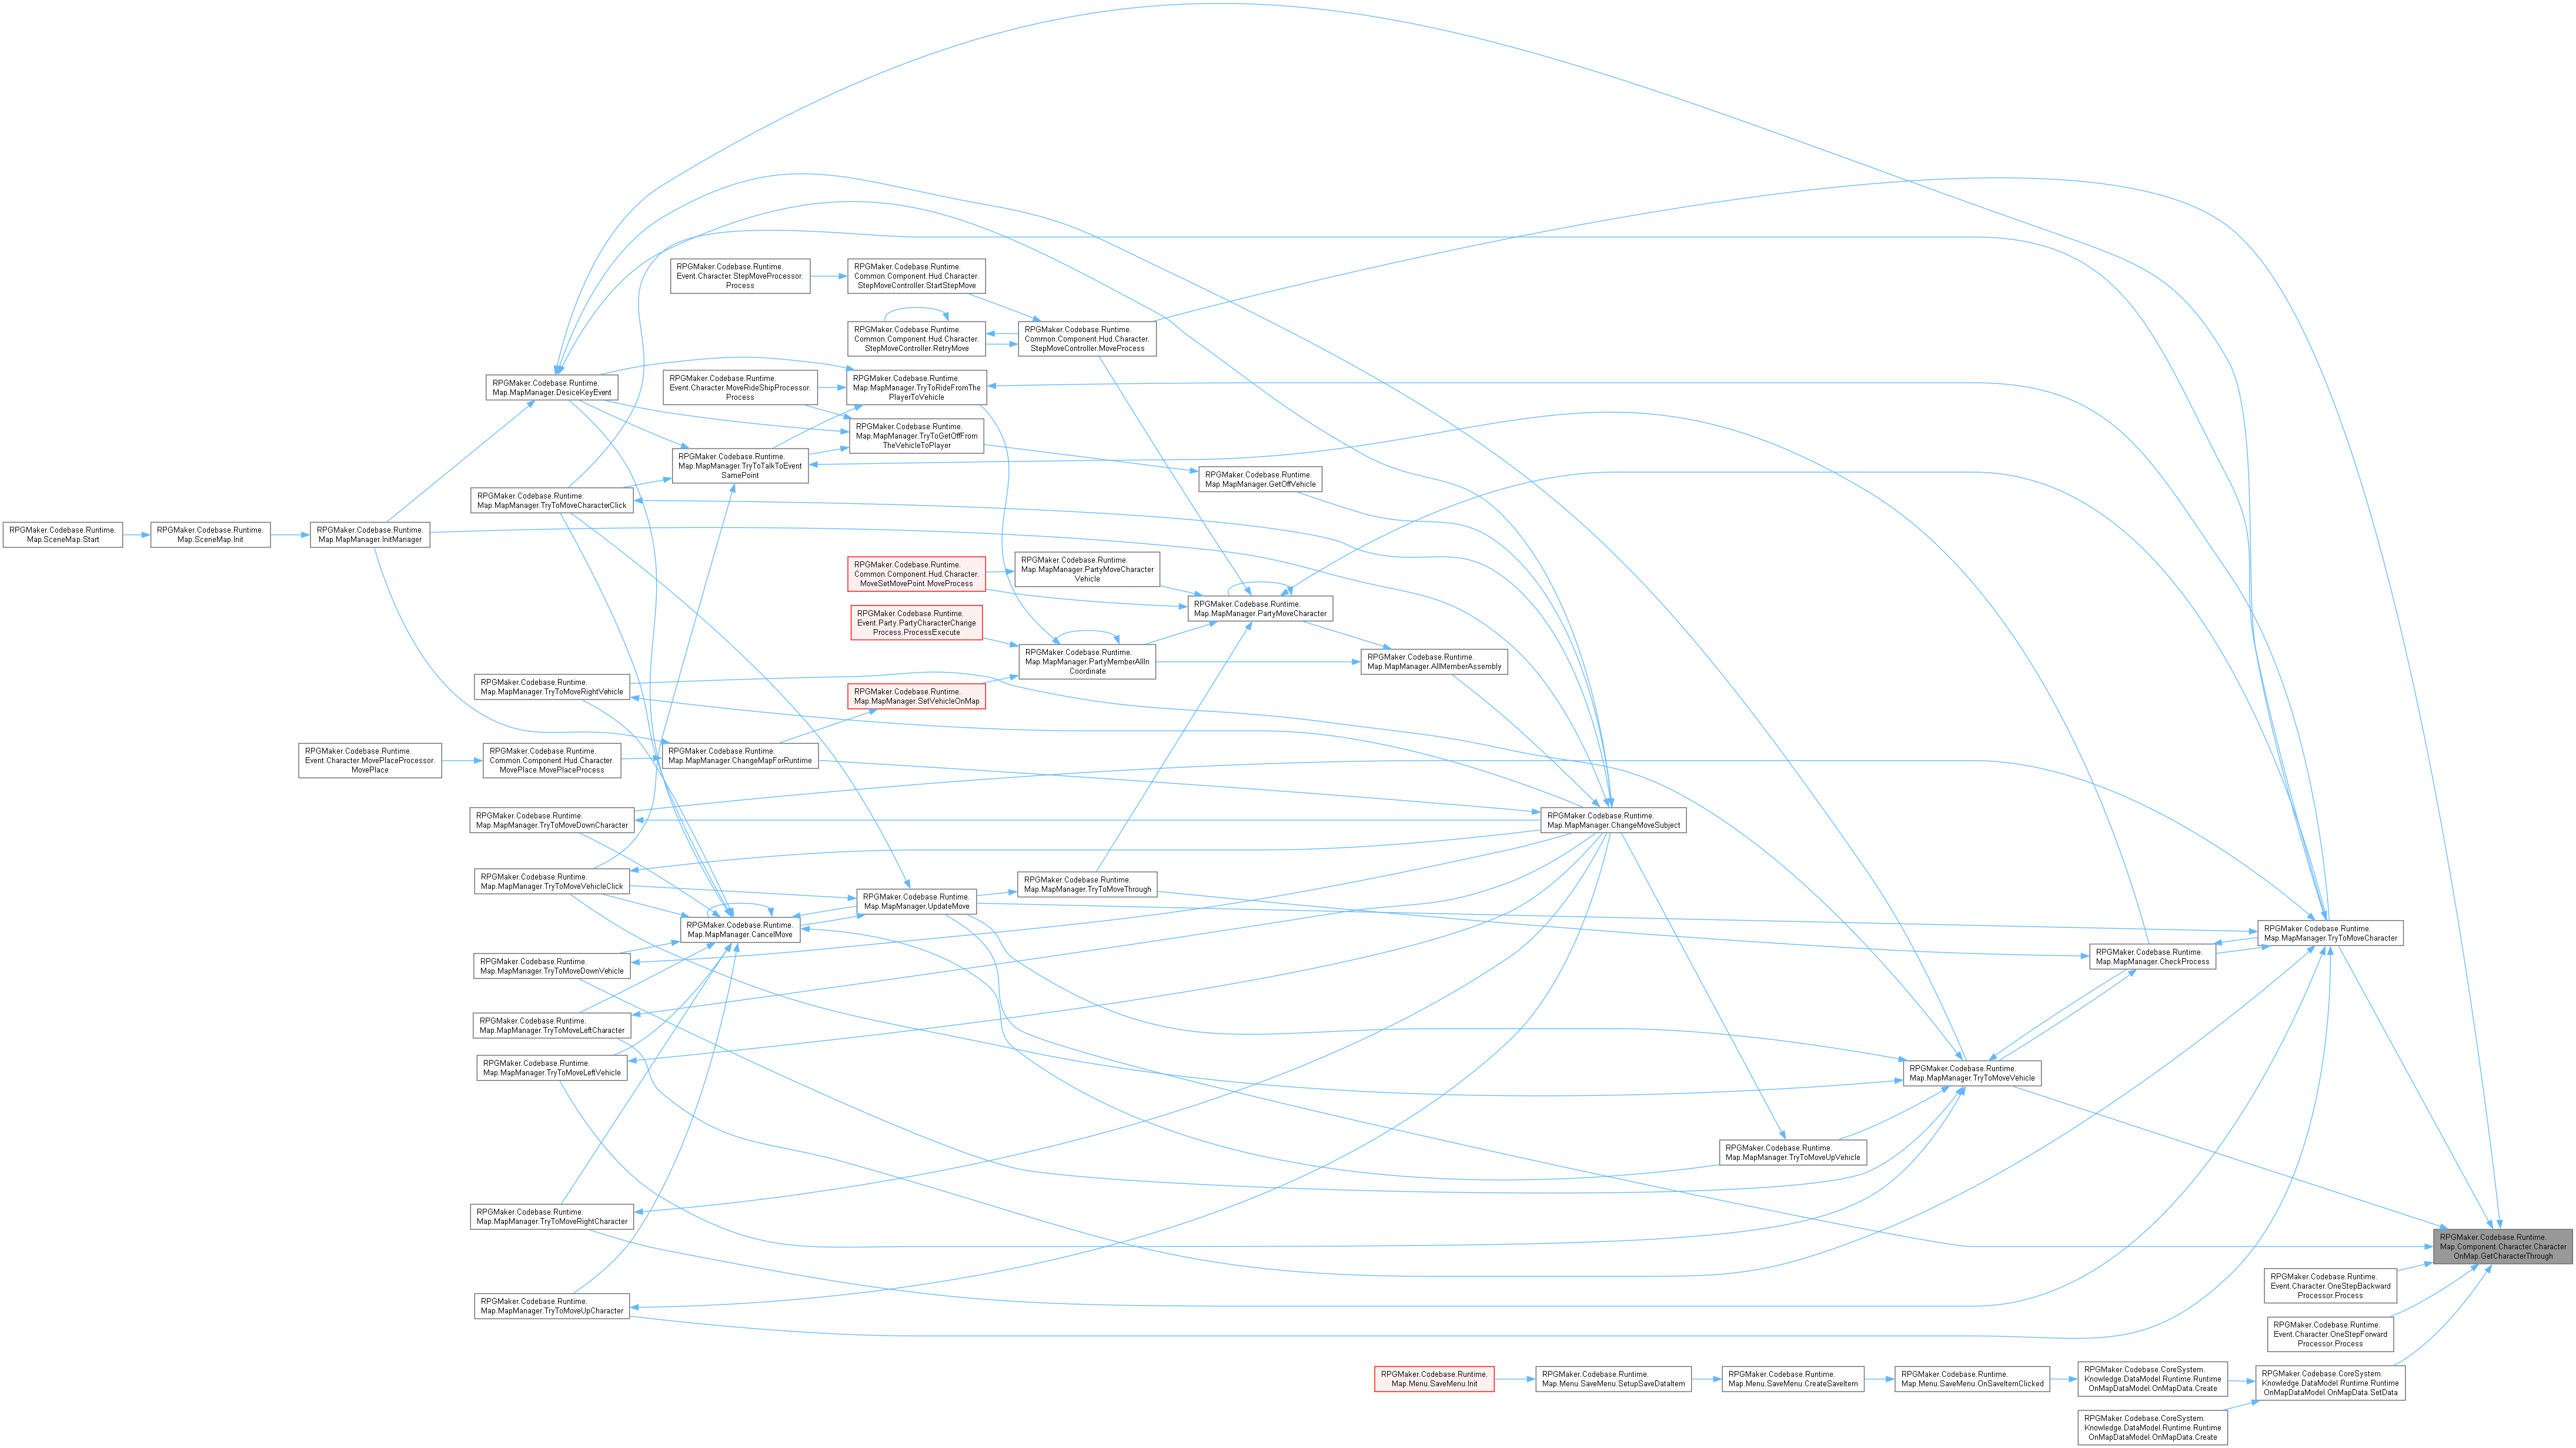 RPGMaker.Codebase.Runtime.
Event.Character.StepMoveProcessor.
Process
RPGMaker.Codebase.Runtime.
Common.Component.Hud.Character.
StepMoveController.StartStepMove
RPGMaker.Codebase.Runtime.
Common.Component.Hud.Character.
StepMoveController.RetryMove
RPGMaker.Codebase.Runtime.
Common.Component.Hud.Character.
StepMoveController.MoveProcess
RPGMaker.Codebase.Runtime.
Map.MapManager.DesiceKeyEvent
RPGMaker.Codebase.Runtime.
Event.Character.MoveRideShipProcessor.
Process
RPGMaker.Codebase.Runtime.
Map.MapManager.TryToRideFromThe
PlayerToVehicle
RPGMaker.Codebase.Runtime.
Map.MapManager.TryToGetOffFrom
TheVehicleToPlayer
RPGMaker.Codebase.Runtime.
Map.MapManager.TryToTalkToEvent
SamePoint
RPGMaker.Codebase.Runtime.
Map.MapManager.GetOffVehicle
RPGMaker.Codebase.Runtime.
Map.MapManager.TryToMoveCharacterClick
RPGMaker.Codebase.Runtime.
Map.SceneMap.Start
RPGMaker.Codebase.Runtime.
Map.SceneMap.Init
RPGMaker.Codebase.Runtime.
Map.MapManager.InitManager
RPGMaker.Codebase.Runtime.
Common.Component.Hud.Character.
MoveSetMovePoint.MoveProcess
RPGMaker.Codebase.Runtime.
Map.MapManager.PartyMoveCharacter
Vehicle
RPGMaker.Codebase.Runtime.
Map.MapManager.PartyMoveCharacter
RPGMaker.Codebase.Runtime.
Event.Party.PartyCharacterChange
Process.ProcessExecute
RPGMaker.Codebase.Runtime.
Map.MapManager.PartyMemberAllIn
Coordinate
RPGMaker.Codebase.Runtime.
Map.MapManager.AllMemberAssembly
RPGMaker.Codebase.Runtime.
Map.MapManager.TryToMoveRightVehicle
RPGMaker.Codebase.Runtime.
Map.MapManager.SetVehicleOnMap
RPGMaker.Codebase.Runtime.
Event.Character.MovePlaceProcessor.
MovePlace
RPGMaker.Codebase.Runtime.
Common.Component.Hud.Character.
MovePlace.MovePlaceProcess
RPGMaker.Codebase.Runtime.
Map.MapManager.ChangeMapForRuntime
RPGMaker.Codebase.Runtime.
Map.MapManager.TryToMoveDownCharacter
RPGMaker.Codebase.Runtime.
Map.MapManager.ChangeMoveSubject
RPGMaker.Codebase.Runtime.
Map.MapManager.TryToMoveVehicleClick
RPGMaker.Codebase.Runtime.
Map.MapManager.UpdateMove
RPGMaker.Codebase.Runtime.
Map.MapManager.TryToMoveThrough
RPGMaker.Codebase.Runtime.
Map.MapManager.CancelMove
RPGMaker.Codebase.Runtime.
Map.MapManager.TryToMoveCharacter
RPGMaker.Codebase.Runtime.
Map.MapManager.CheckProcess
RPGMaker.Codebase.Runtime.
Map.MapManager.TryToMoveDownVehicle
RPGMaker.Codebase.Runtime.
Map.MapManager.TryToMoveLeftCharacter
RPGMaker.Codebase.Runtime.
Map.MapManager.TryToMoveLeftVehicle
RPGMaker.Codebase.Runtime.
Map.MapManager.TryToMoveVehicle
RPGMaker.Codebase.Runtime.
Map.MapManager.TryToMoveUpVehicle
RPGMaker.Codebase.Runtime.
Map.MapManager.TryToMoveRightCharacter
RPGMaker.Codebase.Runtime.
Map.Component.Character.Character
OnMap.GetCharacterThrough
RPGMaker.Codebase.Runtime.
Event.Character.OneStepBackward
Processor.Process
RPGMaker.Codebase.Runtime.
Map.MapManager.TryToMoveUpCharacter
RPGMaker.Codebase.Runtime.
Event.Character.OneStepForward
Processor.Process
RPGMaker.Codebase.Runtime.
Map.Menu.SaveMenu.Init
RPGMaker.Codebase.Runtime.
Map.Menu.SaveMenu.SetupSaveDataItem
RPGMaker.Codebase.Runtime.
Map.Menu.SaveMenu.CreateSaveItem
RPGMaker.Codebase.Runtime.
Map.Menu.SaveMenu.OnSaveItemClicked
RPGMaker.Codebase.CoreSystem.
Knowledge.DataModel.Runtime.Runtime
OnMapDataModel.OnMapData.Create
RPGMaker.Codebase.CoreSystem.
Knowledge.DataModel.Runtime.Runtime
OnMapDataModel.OnMapData.SetData
RPGMaker.Codebase.CoreSystem.
Knowledge.DataModel.Runtime.Runtime
OnMapDataModel.OnMapData.Create